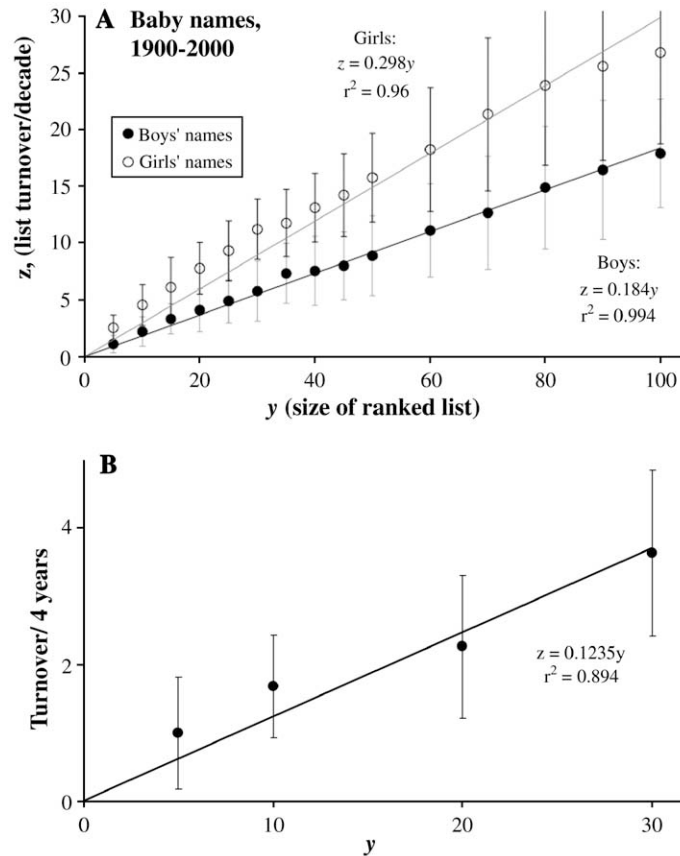 A Baby names,
1900-2000
Girls:
z = 0.298y
r² = 0.96
Boys' names
Girls' names
Boys:
z = 0.184y
r² = 0.994
z, (list turnover/decade)
30
25
20
15
10
5
0
0 20 40 60 80 100
y (size of ranked list)
B
Turnover/ 4 years
4
2
0
z = 0.1235y
r² = 0.894
0 10 20 30
y